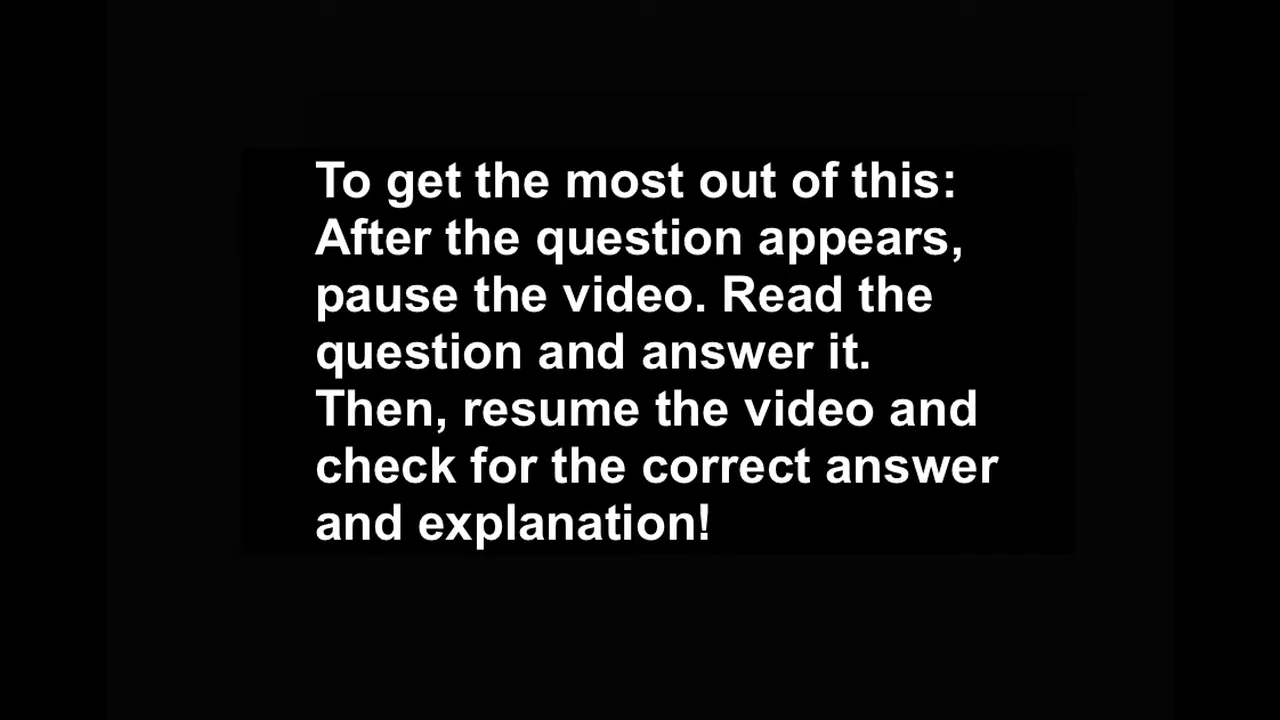 To get the most out of this:
After the question appears,
pause the video. Read the
question and answer it.
Then, resume the video and
check for the correct answer
and explanation!